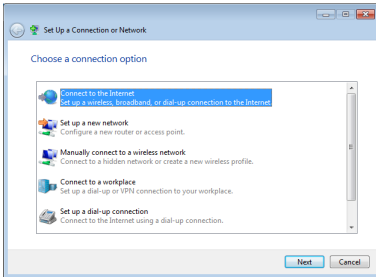 Set Up a Connection or Network
Choose a connection option
Connect to the Internet
Set up a wireless, broadband, or dial-up connection to the Internet.
Set up a new network
Configure a new router or access point.
Manually connect to a wireless network
Connect to a hidden network or create a new wireless profile.
Connect to a workplace
Set up a dial-up or VPN connection to your workplace.
Set up a dial-up connection
Connect to the Internet using a dial-up connection.
Next Cancel